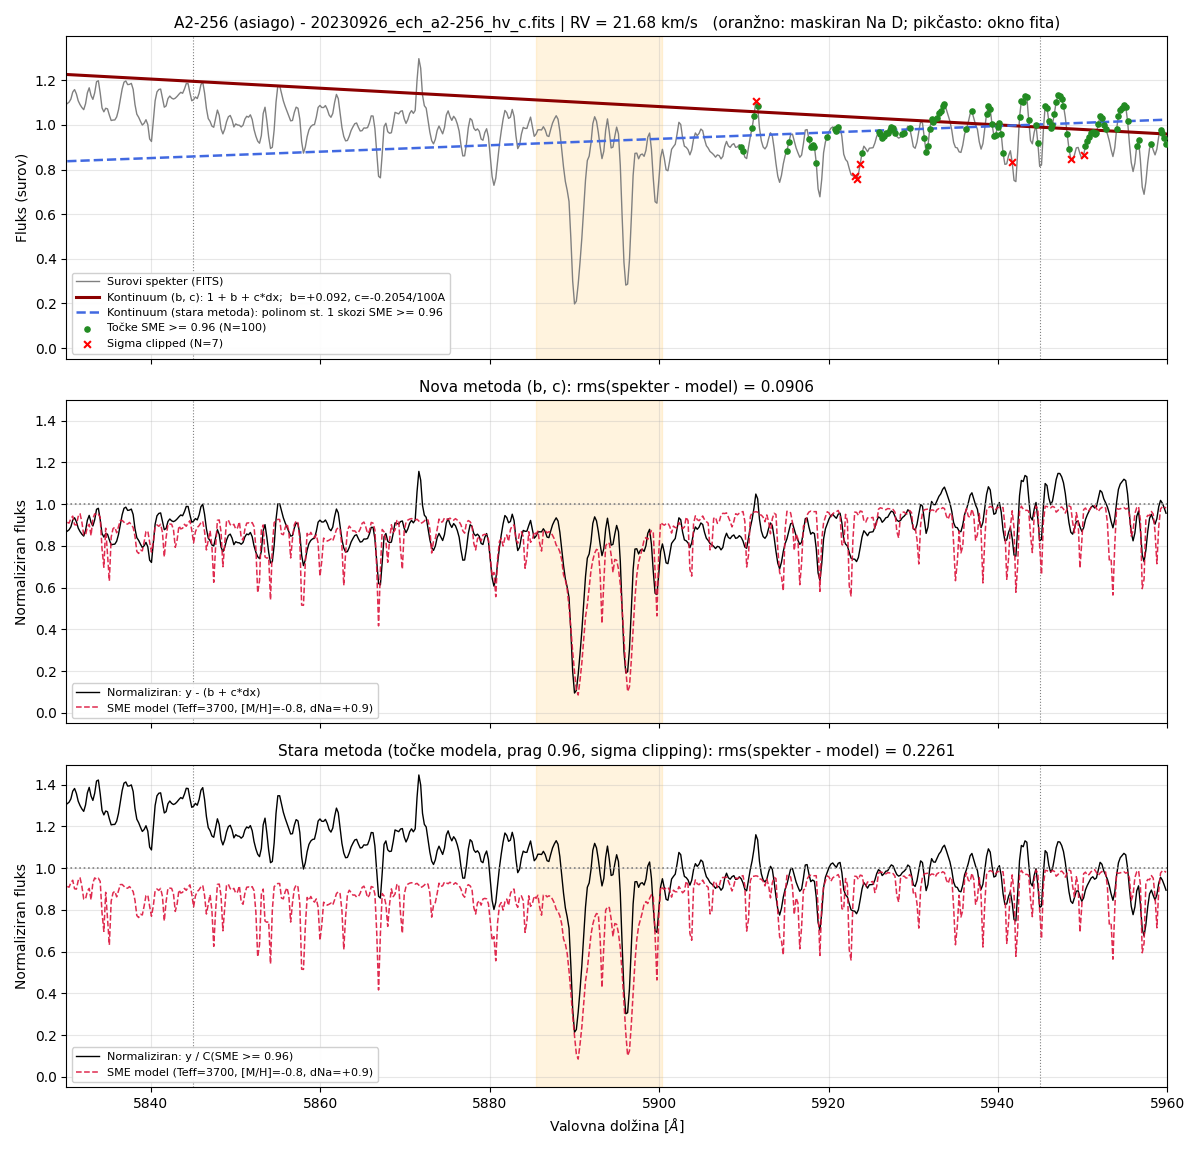 A2-256 (asiago) - 20230926_ech_a2-256_hv_c.fits | RV = 21.68 km/s   (oranžno: maskiran Na D; pikčasto: okno fita)
1.2
1.0
0.8
0.6
0.4
0.2
0.0
Fluks (surov)
Surovi spekter (FITS)
Kontinuum (b, c): 1 + b + c*dx;  b=+0.092, c=-0.2054/100A
Kontinuum (stara metoda): polinom st. 1 skozi SME >= 0.96
Točke SME >= 0.96 (N=100)
Sigma clipped (N=7)
Nova metoda (b, c): rms(spekter - model) = 0.0906
1.4
1.2
1.0
0.8
0.6
0.4
0.2
0.0
Normaliziran fluks
Normaliziran: y - (b + c*dx)
SME model (Teff=3700, [M/H]=-0.8, dNa=+0.9)
Stara metoda (točke modela, prag 0.96, sigma clipping): rms(spekter - model) = 0.2261
1.4
1.2
1.0
0.8
0.6
0.4
0.2
0.0
Normaliziran fluks
Normaliziran: y / C(SME >= 0.96)
SME model (Teff=3700, [M/H]=-0.8, dNa=+0.9)
5840 5860 5880 5900 5920 5940 5960
Valovna dolžina [Å]